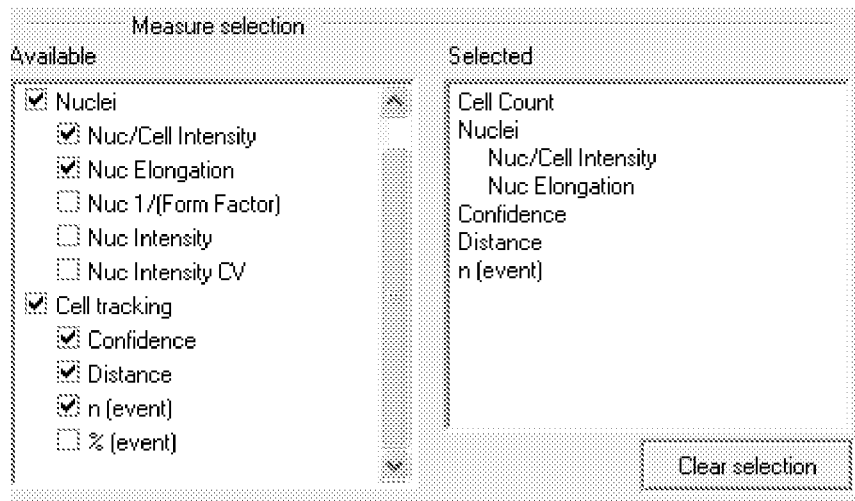 Measure selection
Available
Nuclei
Nuc/Cell Intensity
Nuc Elongation
Nuc 1/(Form Factor)
Nuc Intensity
Nuc Intensity CV
Cell tracking
Confidence
Distance
n (event)
% (event)
Selected
Cell Count
Nuclei
Nuc/Cell Intensity
Nuc Elongation
Confidence
Distance
n (event)
Clear selection